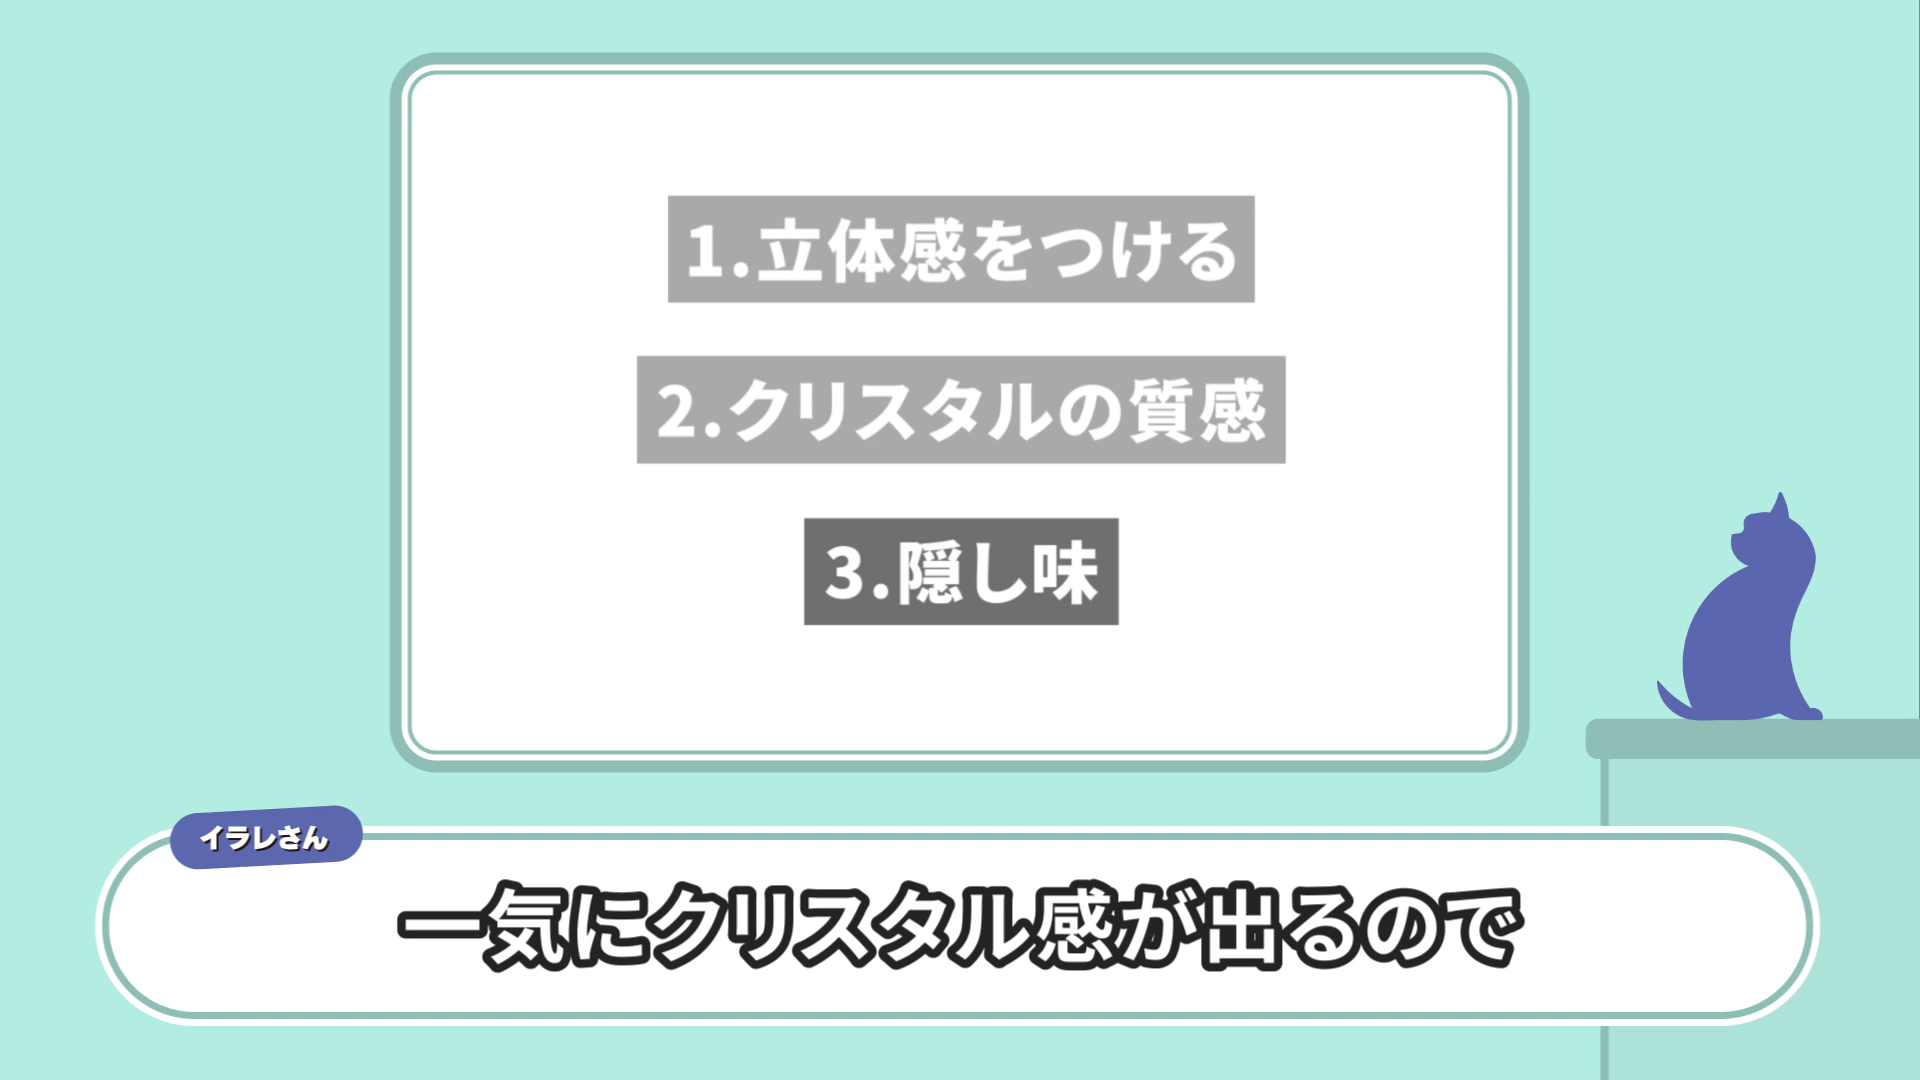 1.立体感をつける
2.クリスタルの質感
3.隠し味
イラレさん
一気にクリスタル感が出るので